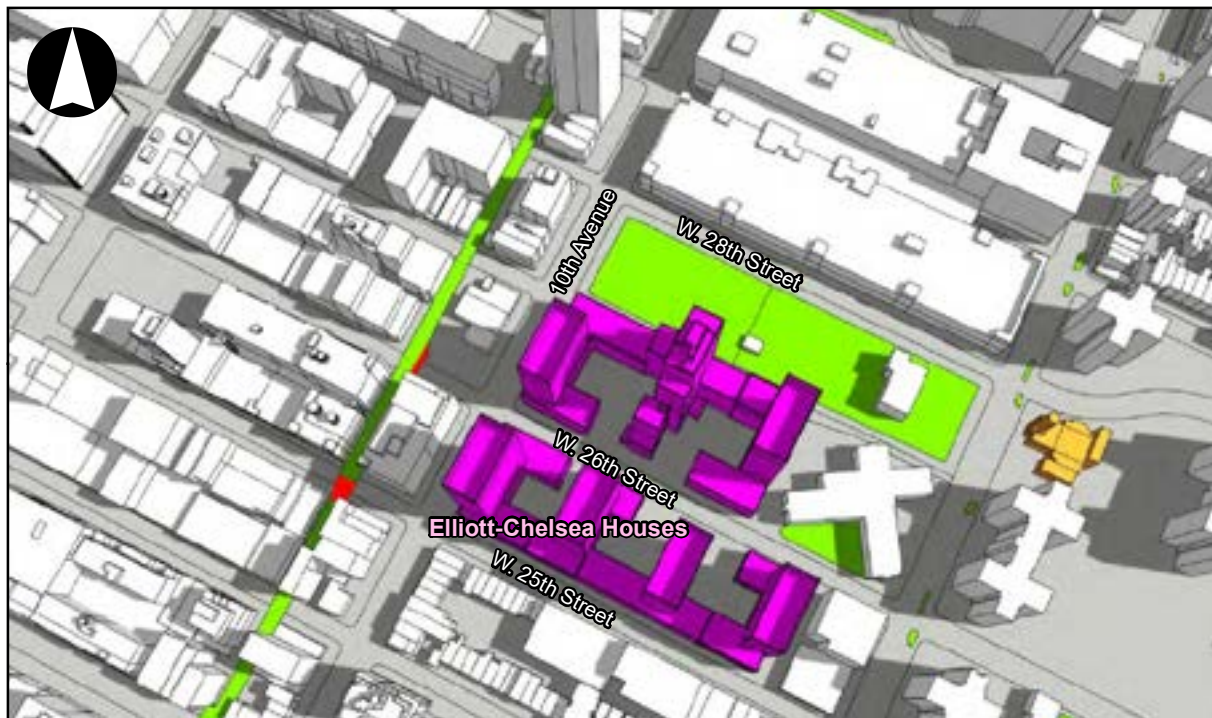 10th Avenue
W. 28th Street
W. 26th Street
Elliott-Chelsea Houses
W. 25th Street